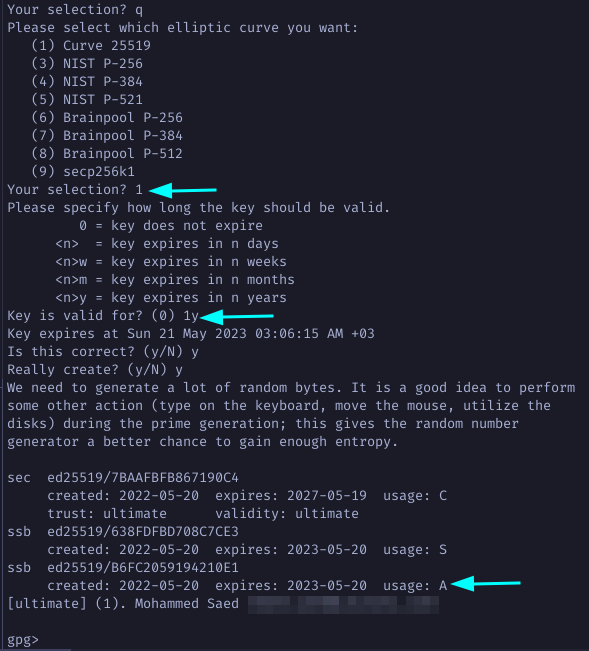 Your selection? q
Please select which elliptic curve you want:
   (1) Curve 25519
   (3) NIST P-256
   (4) NIST P-384
   (5) NIST P-521
   (6) Brainpool P-256
   (7) Brainpool P-384
   (8) Brainpool P-512
   (9) secp256k1
Your selection? 1
Please specify how long the key should be valid.
         0 = key does not expire
      <n>  = key expires in n days
      <n>w = key expires in n weeks
      <n>m = key expires in n months
      <n>y = key expires in n years
Key is valid for? (0) 1y
Key expires at Sun 21 May 2023 03:06:15 AM +03
Is this correct? (y/N) y
Really create? (y/N) y
We need to generate a lot of random bytes. It is a good idea to perform
some other action (type on the keyboard, move the mouse, utilize the
disks) during the prime generation; this gives the random number
generator a better chance to gain enough entropy.
sec  ed25519/7BAAFBFB867190C4
     created: 2022-05-20  expires: 2027-05-19  usage: C
     trust: ultimate      validity: ultimate
ssb  ed25519/638FDFBD708C7CE3
     created: 2022-05-20  expires: 2023-05-20  usage: S
ssb  ed25519/B6FC2059194210E1
     created: 2022-05-20  expires: 2023-05-20  usage: A
[ultimate] (1). Mohammed Saed
gpg>